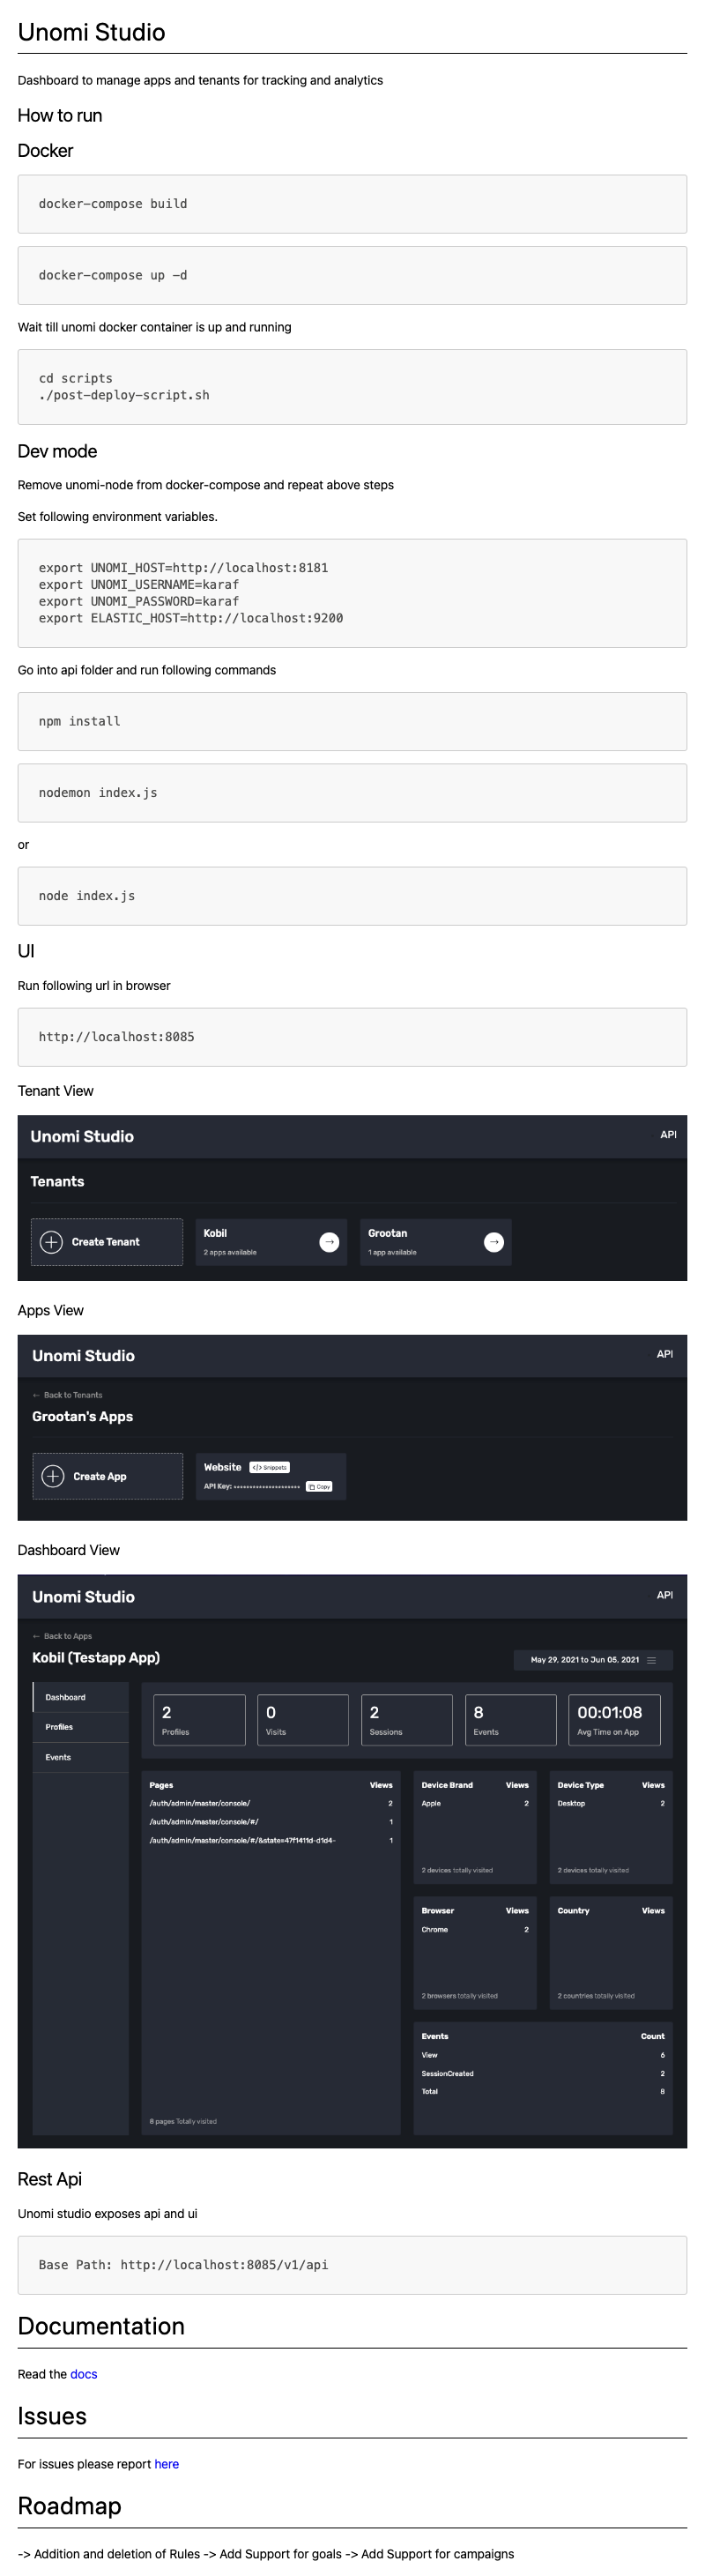 Unomi Studio
Dashboard to manage apps and tenants for tracking and analytics
How to run
Docker
docker-compose build
docker-compose up -d
Wait till unomi docker container is up and running
cd scripts
./post-deploy-script.sh
Dev mode
Remove unomi-node from docker-compose and repeat above steps
Set following environment variables.
export UNOMI_HOST=http://localhost:8181
export UNOMI_USERNAME=karaf
export UNOMI_PASSWORD=karaf
export ELASTIC_HOST=http://localhost:9200
Go into api folder and run following commands
npm install
nodemon index.js
or
node index.js
UI
Run following url in browser
http://localhost:8085
Tenant View
Unomi Studio API
Tenants
Create Tenant
Kobil
2 apps available
Grootan
1 app available
Apps View
Unomi Studio API
← Back to Tenants
Grootan's Apps
Create App
Website </> Snippets
API Key: ********************* Copy
Dashboard View
Unomi Studio API
← Back to Apps
Kobil (Testapp App)
May 29, 2021 to Jun 05, 2021
Dashboard
Profiles
Events
2 0 2 8 00:01:08
Profiles Visits Sessions Events Avg Time on App
Pages Views
/auth/admin/master/console/ 2
/auth/admin/master/console/#/ 1
/auth/admin/master/console/#/&state=47f1411d-d1d4- 1
8 pages Totally visited
Device Brand Views
Apple 2
2 devices totally visited
Device Type Views
Desktop 2
2 devices totally visited
Browser Views
Chrome 2
2 browsers totally visited
Country Views
2 countries totally visited
Events Count
View 6
SessionCreated 2
Total 8
Rest Api
Unomi studio exposes api and ui
Base Path: http://localhost:8085/v1/api
Documentation
Read the docs
Issues
For issues please report here
Roadmap
-> Addition and deletion of Rules -> Add Support for goals -> Add Support for campaigns